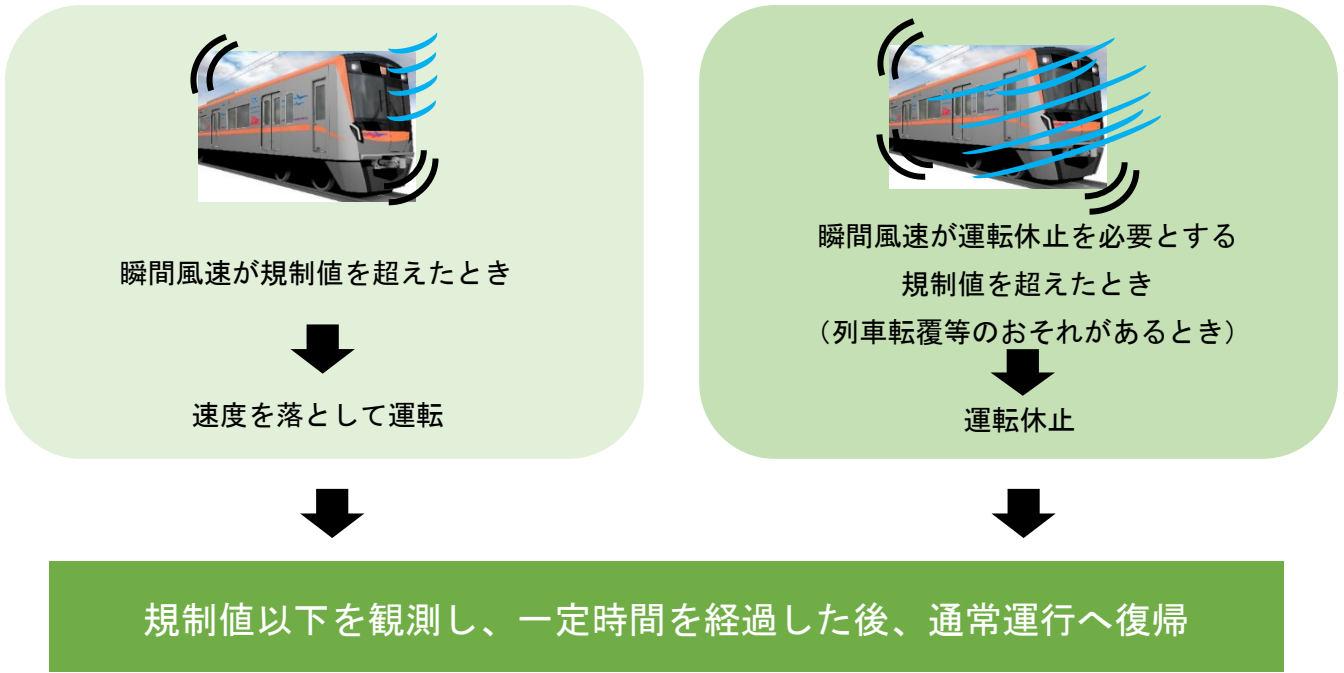 瞬間風速が規制値を超えたとき
速度を落として運転
瞬間風速が運転休止を必要とする
規制値を超えたとき
（列車転覆等のおそれがあるとき）
運転休止
規制値以下を観測し、一定時間を経過した後、通常運行へ復帰